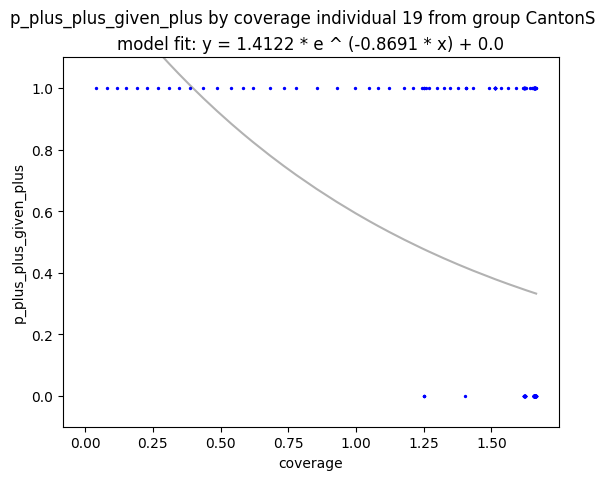 p_plus_plus_given_plus by coverage individual 19 from group CantonS
model fit: y = 1.4122 * e ^ (-0.8691 * x) + 0.0
1.0
0.8
0.6
0.4
0.2
0.0
p_plus_plus_given_plus
0.00 0.25 0.50 0.75 1.00 1.25 1.50
coverage